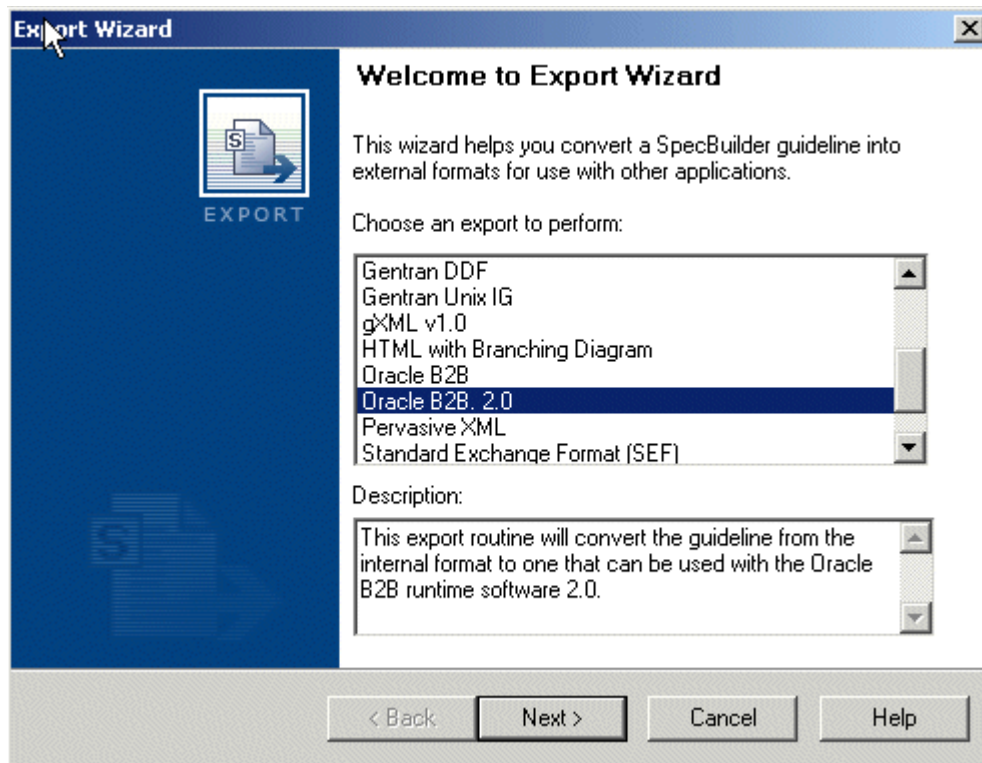 Export Wizard
EXPORT
Welcome to Export Wizard
This wizard helps you convert a SpecBuilder guideline into
external formats for use with other applications.
Choose an export to perform:
Gentran DDF
Gentran Unix IG
gXML v1.0
HTML with Branching Diagram
Oracle B2B
Oracle B2B. 2.0
Pervasive XML
Standard Exchange Format (SEF)
Description:
This export routine will convert the guideline from the
internal format to one that can be used with the Oracle
B2B runtime software 2.0.
< Back
Next >
Cancel
Help